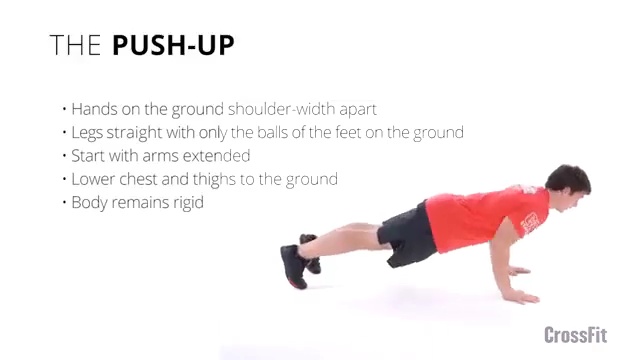 THE PUSH-UP
• Hands on the ground shoulder-width apart
• Legs straight with only the balls of the feet on the ground
• Start with arms extended
• Lower chest and thighs to the ground
• Body remains rigid
CrossFit